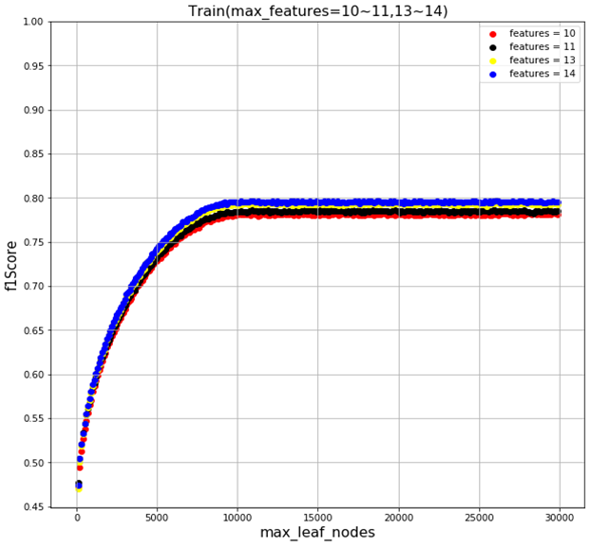 Train(max_features=10~11,13~14)
features = 10
features = 11
features = 13
features = 14
1.00
0.95
0.90
0.85
0.80
0.75
0.70
0.65
0.60
0.55
0.50
0.45
f1Score
0 5000 10000 15000 20000 25000 30000
max_leaf_nodes